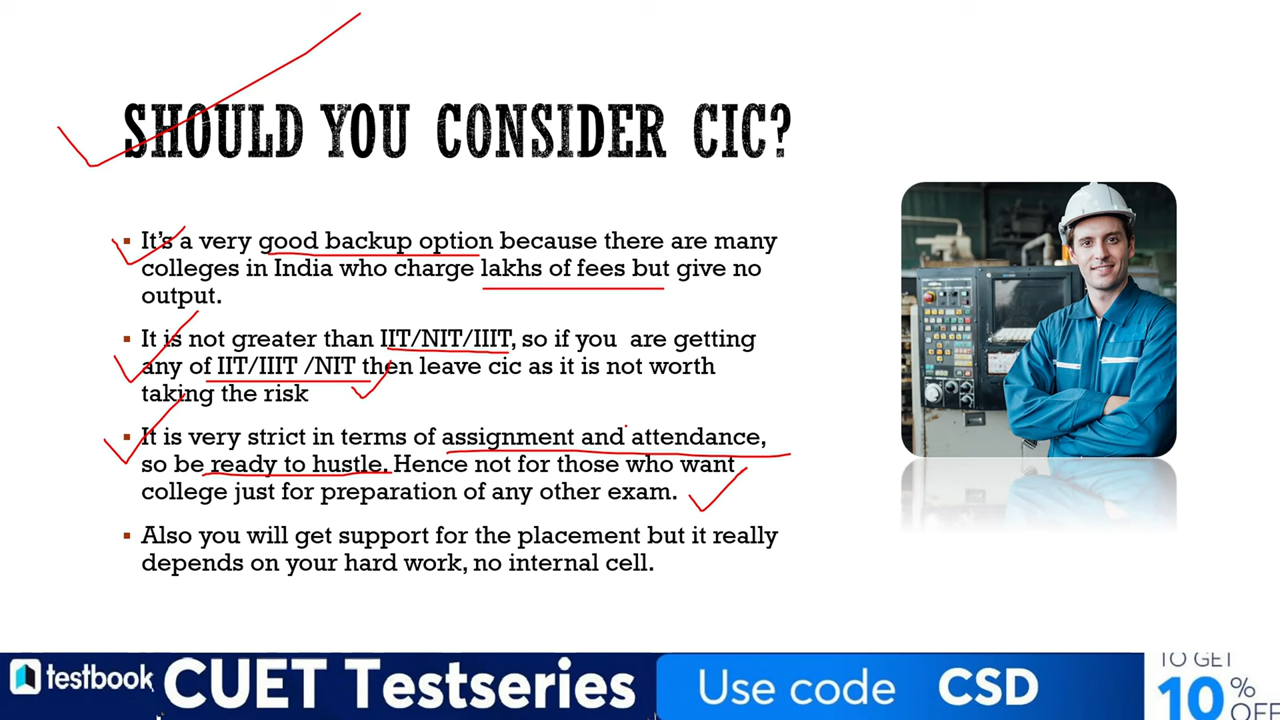 SHOULD YOU CONSIDER CIC?
▪ It's a very good backup option because there are many
colleges in India who charge lakhs of fees but give no
output.
▪ It is not greater than IIT/NIT/IIIT, so if you are getting
any of IIT/IIIT /NIT then leave cic as it is not worth
taking the risk
▪ It is very strict in terms of assignment and attendance,
so be ready to hustle. Hence not for those who want
college just for preparation of any other exam.
▪ Also you will get support for the placement but it really
depends on your hard work, no internal cell.
testbook CUET Testseries Use code CSD
TO GET
10% OFF